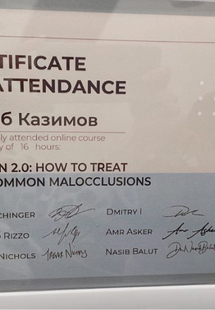 TIFICATE
ATTENDANCE
б Казимов
ly attended online course
y of 16 hours:
N 2.0: HOW TO TREAT
OMMON MALOCCLUSIONS
CHINGER
DMITRY I
RIZZO
AMR ASKER
NICHOLS
NASIB BALUT